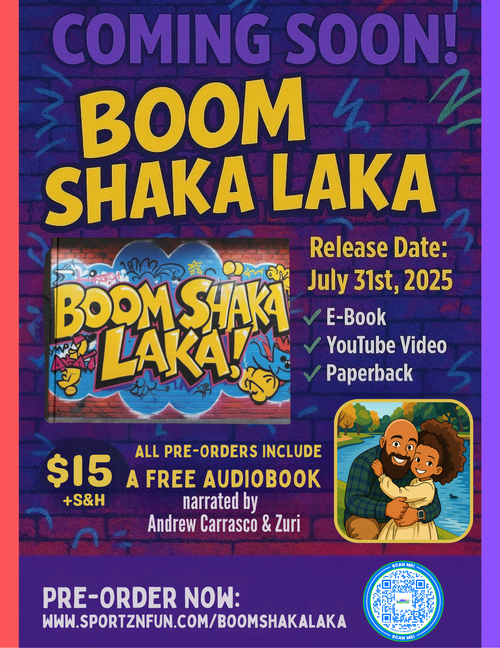 COMING SOON!
BOOM
SHAKA LAKA
BOOM SHAKA
LAKA!
Release Date:
July 31st, 2025
E-Book
YouTube Video
Paperback
$15
+S&H
ALL PRE-ORDERS INCLUDE
A FREE AUDIOBOOK
narrated by
Andrew Carrasco & Zuri
PRE-ORDER NOW:
WWW.SPORTZNFUN.COM/BOOMSHAKALAKA
SCAN ME!
SCAN ME!